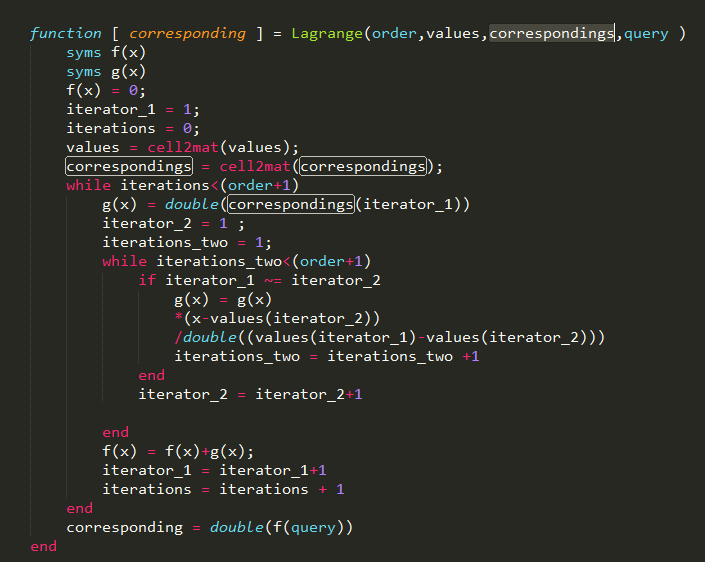 function [ corresponding ] = Lagrange(order,values,correspondings,query )
syms f(x)
syms g(x)
f(x) = 0;
iterator_1 = 1;
iterations = 0;
values = cell2mat(values);
correspondings = cell2mat(correspondings);
while iterations<(order+1)
g(x) = double(correspondings(iterator_1))
iterator_2 = 1 ;
iterations_two = 1;
while iterations_two<(order+1)
if iterator_1 ~= iterator_2
g(x) = g(x)
*(x-values(iterator_2))
/double((values(iterator_1)-values(iterator_2)))
iterations_two = iterations_two +1
end
iterator_2 = iterator_2+1
end
f(x) = f(x)+g(x);
iterator_1 = iterator_1+1
iterations = iterations + 1
end
corresponding = double(f(query))
end